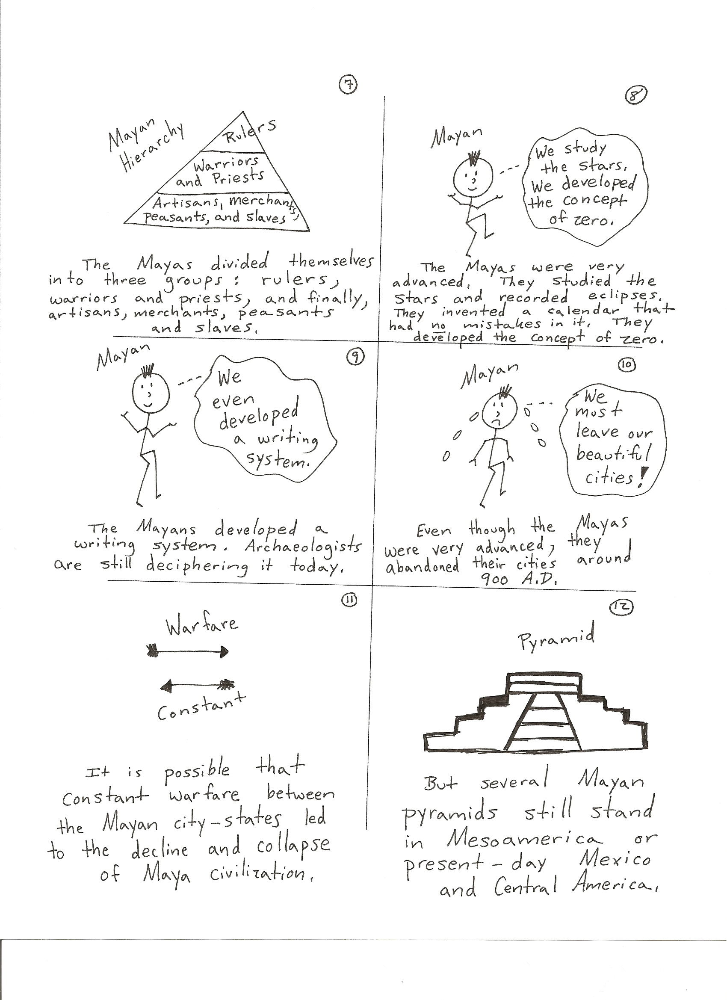 7
Mayan
Hierarchy
Rulers
Warriors
and Priests
Artisans, merchants,
peasants, and slaves
The Mayas divided themselves
into three groups: rulers,
warriors and priests, and finally,
artisans, merchants, peasants
and slaves.
8
Mayan
We study
the stars.
We developed
the concept
of zero.
The Mayas were very
advanced. They studied the
stars and recorded eclipses.
They invented a calendar that
had no mistakes in it. They
developed the concept of zero.
9
Mayan
We
even
developed
a writing
system.
The Mayans developed a
writing system. Archaeologists
are still deciphering it today.
10
Mayan
We
must
leave our
beautiful
cities!
Even though the Mayas
were very advanced, they
abandoned their cities around
900 A.D.
11
Warfare
Constant
It is possible that
constant warfare between
the Mayan city-states led
to the decline and collapse
of Maya civilization.
12
Pyramid
But several Mayan
pyramids still stand
in Mesoamerica or
present-day Mexico
and Central America.